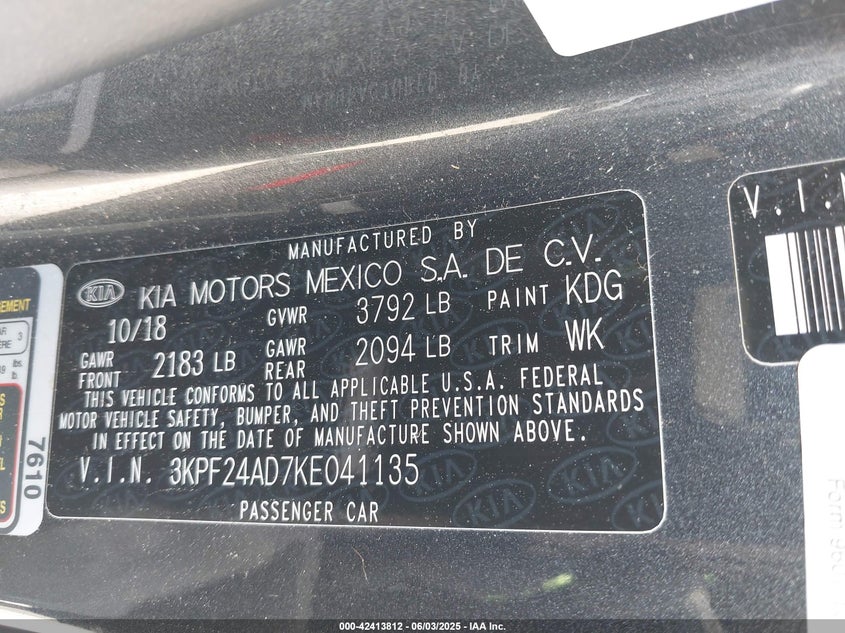 MANUFACTURED BY
KIA KIA MOTORS MEXICO S.A. DE C.V.
10/18 GVWR 3792 LB PAINT KDG
GAWR FRONT 2183 LB GAWR REAR 2094 LB TRIM WK
THIS VEHICLE CONFORMS TO ALL APPLICABLE U.S.A. FEDERAL
MOTOR VEHICLE SAFETY, BUMPER, AND THEFT PREVENTION STANDARDS
IN EFFECT ON THE DATE OF MANUFACTURE SHOWN ABOVE.
V.I.N. 3KPF24AD7KE041135
PASSENGER CAR
7610
V.I.N
Form
000-42413812 - 06/03/2025 - IAA Inc.